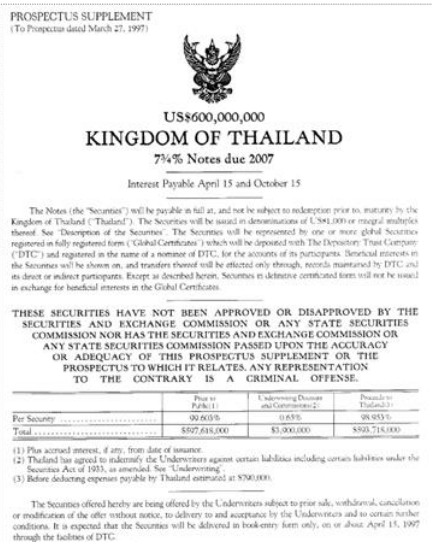 PROSPECTUS SUPPLEMENT
(To Prospectus dated March 27, 1997)
US$600,000,000
KINGDOM OF THAILAND
7¾% Notes due 2007
Interest Payable April 15 and October 15
The Notes (the "Securities") will be payable in full at, and not be subject to redemption prior to, maturity by the
Kingdom of Thailand ("Thailand"). The Securities will be issued in denominations of US$1,000 or integral multiples
thereof. See "Description of the Securities". The Securities will be represented by one or more global Securities
registered in fully registered form ("Global Certificates") which will be deposited with The Depository Trust Company
("DTC") and registered in the name of a nominee of DTC, for the accounts of its participants. Beneficial interests in
the Securities will be shown on, and transfers thereof will be effected only through, records maintained by DTC and
its direct or indirect participants. Except as described herein, Securities in definitive certificated form will not be issued
in exchange for beneficial interests in the Global Certificates.
THESE SECURITIES HAVE NOT BEEN APPROVED OR DISAPPROVED BY THE
SECURITIES AND EXCHANGE COMMISSION OR ANY STATE SECURITIES
COMMISSION NOR HAS THE SECURITIES AND EXCHANGE COMMISSION OR
ANY STATE SECURITIES COMMISSION PASSED UPON THE ACCURACY
OR ADEQUACY OF THIS PROSPECTUS SUPPLEMENT OR THE
PROSPECTUS TO WHICH IT RELATES. ANY REPRESENTATION
TO THE CONTRARY IS A CRIMINAL OFFENSE.
Price to Public(1) Underwriting Discounts and Commissions(2) Proceeds to Thailand(3)
Per Security 99.603% 0.65% 98.953%
Total $597,618,000 $3,900,000 $593,718,000
(1) Plus accrued interest, if any, from date of issuance.
(2) Thailand has agreed to indemnify the Underwriters against certain liabilities including certain liabilities under the
Securities Act of 1933, as amended. See "Underwriting".
(3) Before deducting expenses payable by Thailand estimated at $790,000.
The Securities offered hereby are being offered by the Underwriters subject to prior sale, withdrawal, cancellation
or modification of the offer without notice, to delivery to and acceptance by the Underwriters and to certain further
conditions. It is expected that the Securities will be delivered in book-entry form only, on or about April 15, 1997
through the facilities of DTC.